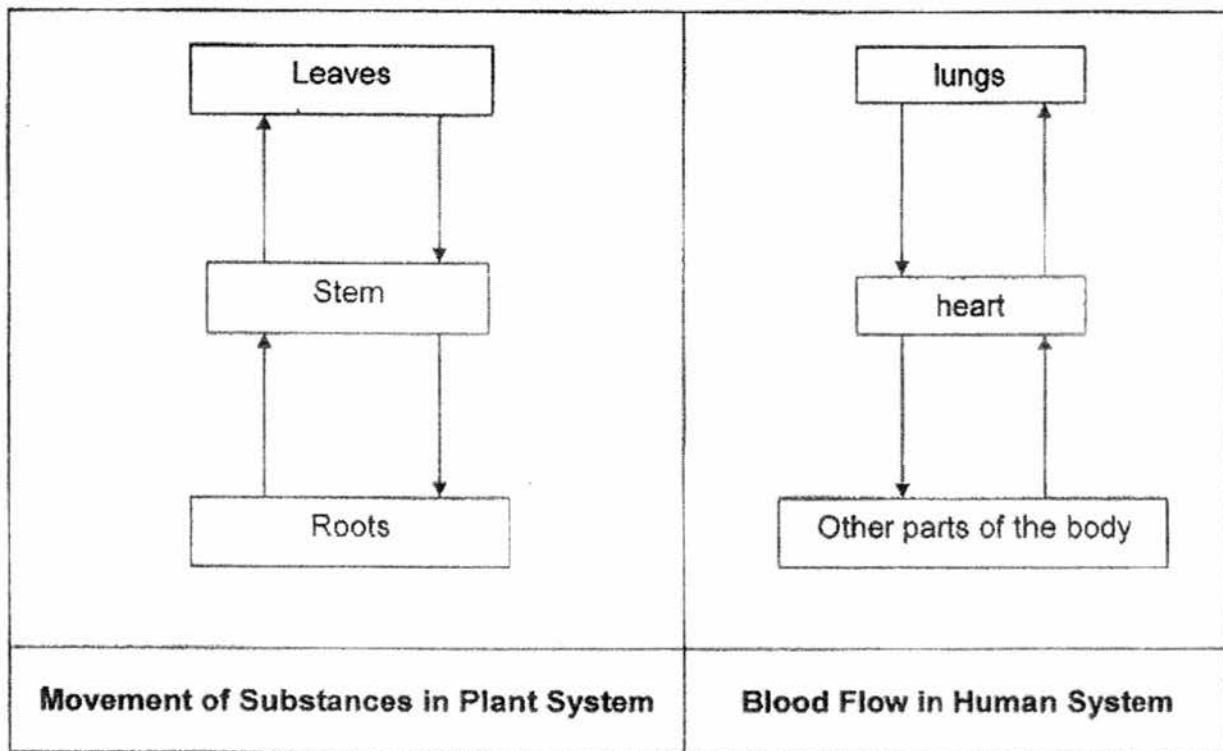 Leaves
Stem
Roots
Movement of Substances in Plant System
lungs
heart
Other parts of the body
Blood Flow in Human System